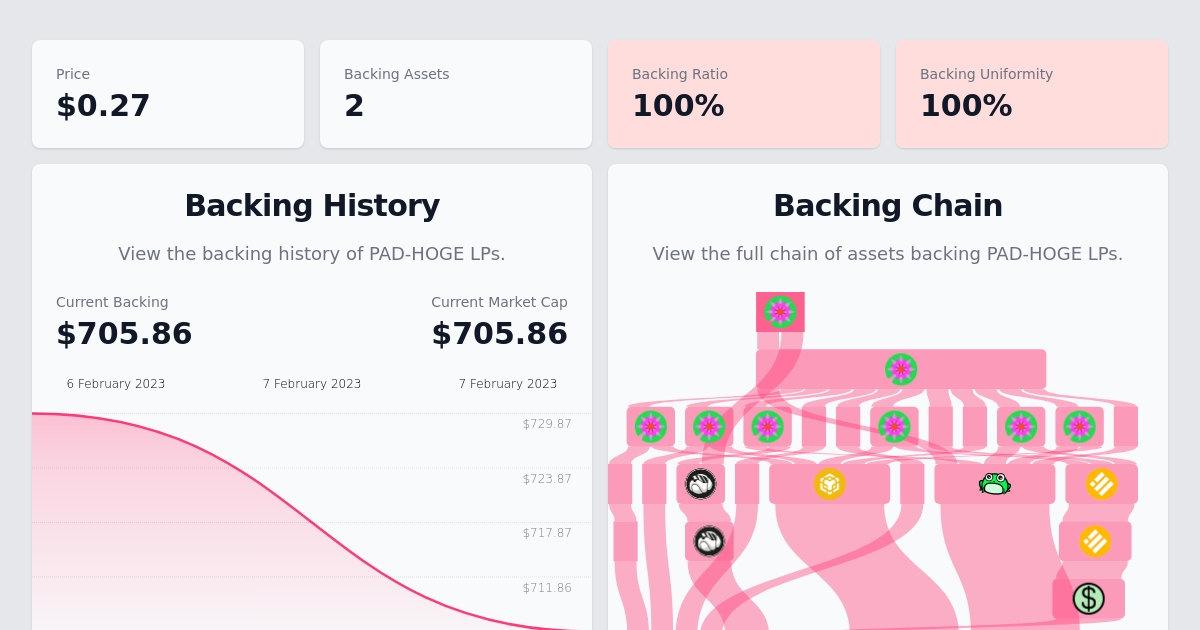 Price
$0.27
Backing Assets
2
Backing Ratio
100%
Backing Uniformity
100%
Backing History
View the backing history of PAD-HOGE LPs.
Current Backing
$705.86
Current Market Cap
$705.86
6 February 2023
7 February 2023
7 February 2023
$729.87
$723.87
$717.87
$711.86
Backing Chain
View the full chain of assets backing PAD-HOGE LPs.
$